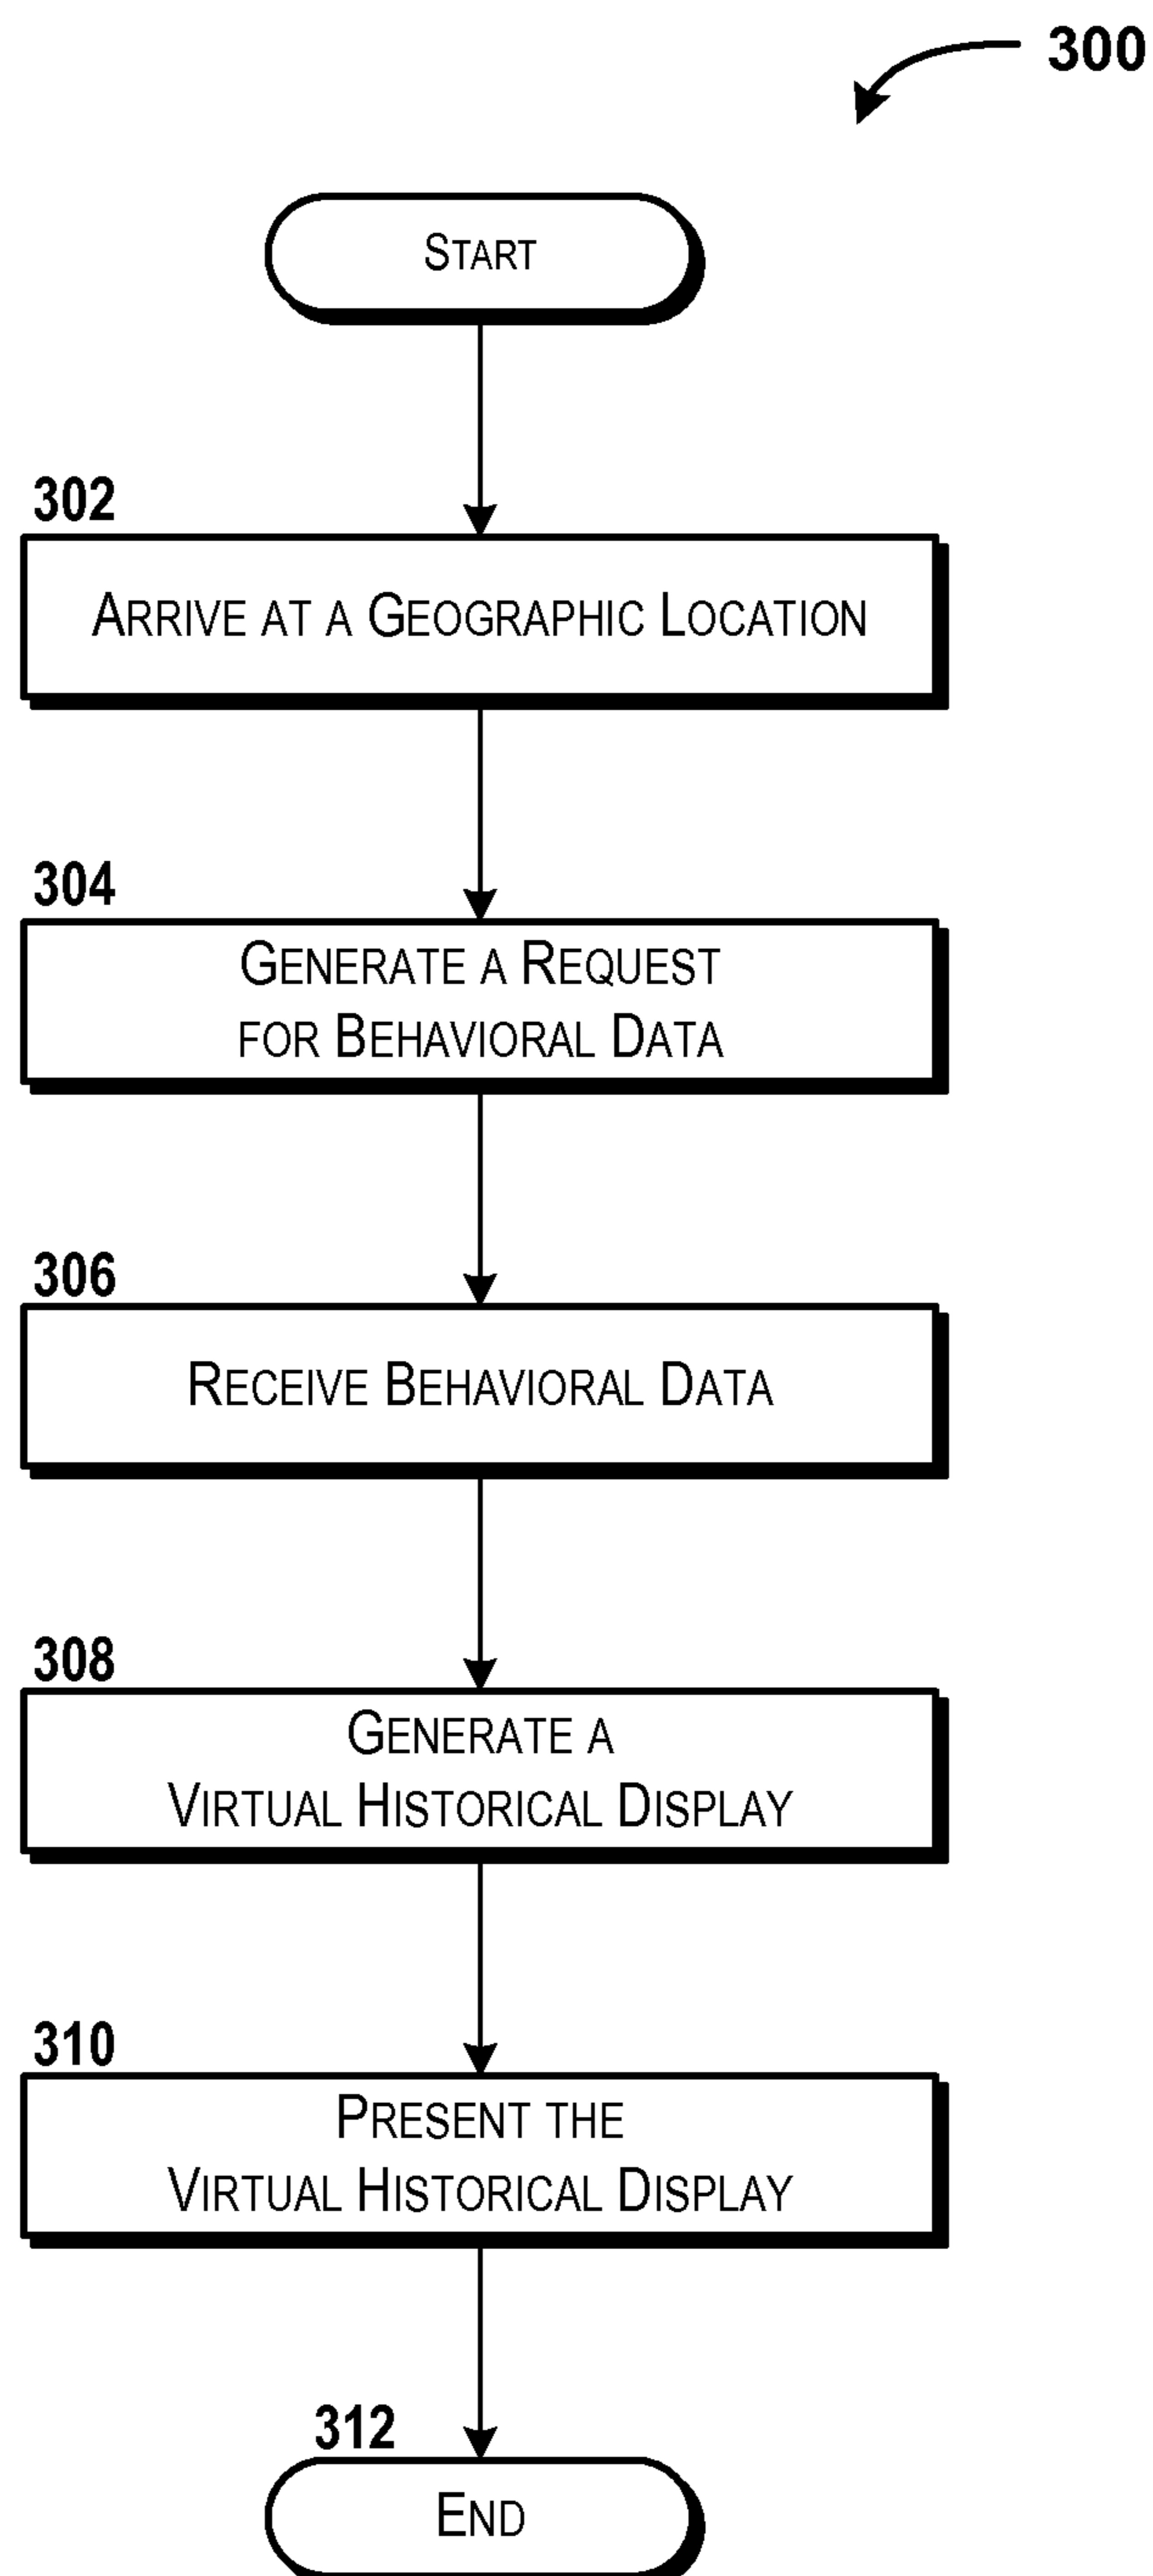 300
START
302
ARRIVE AT A GEOGRAPHIC LOCATION
304
GENERATE A REQUEST
FOR BEHAVIORAL DATA
306
RECEIVE BEHAVIORAL DATA
308
GENERATE A
VIRTUAL HISTORICAL DISPLAY
310
PRESENT THE
VIRTUAL HISTORICAL DISPLAY
312
END